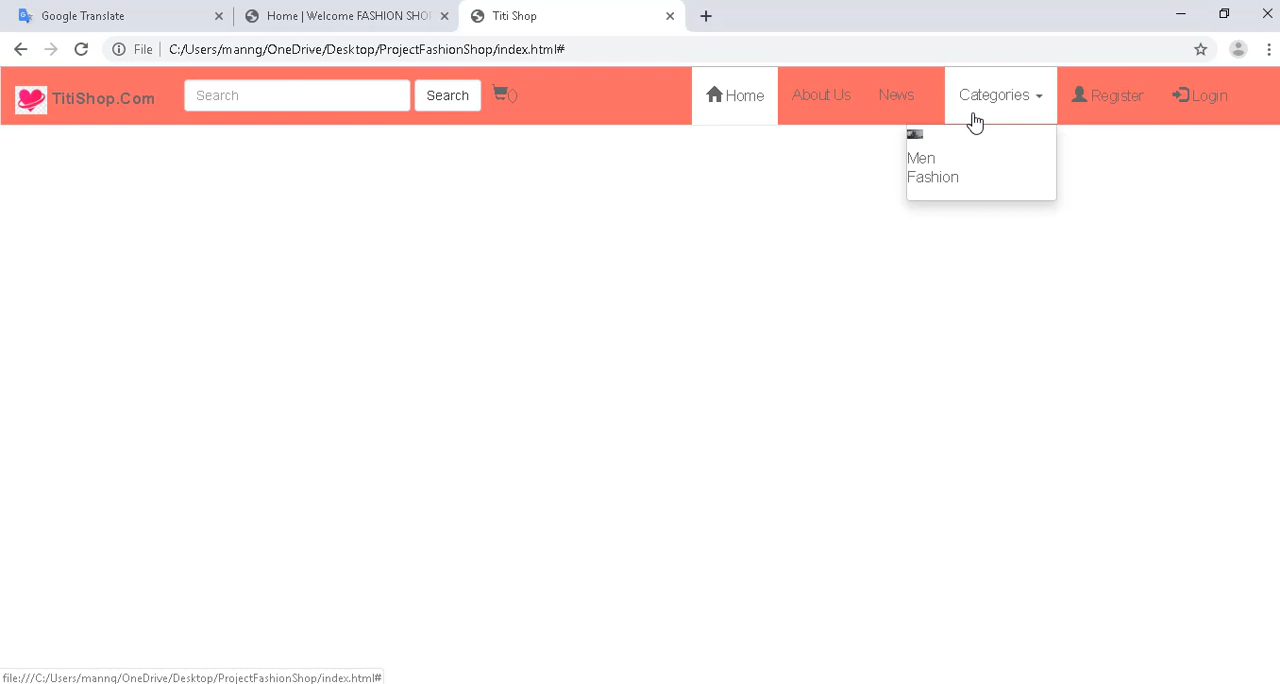 Google Translate
Home | Welcome FASHION SHO
Titi Shop
File
C:/Users/manng/OneDrive/Desktop/ProjectFashionShop/index.html#
TitiShop.Com
Search
Search
0
Home
About Us
News
Categories
Register
Login
Men
Fashion
file:///C:/Users/manng/OneDrive/Desktop/ProjectFashionShop/index.html#